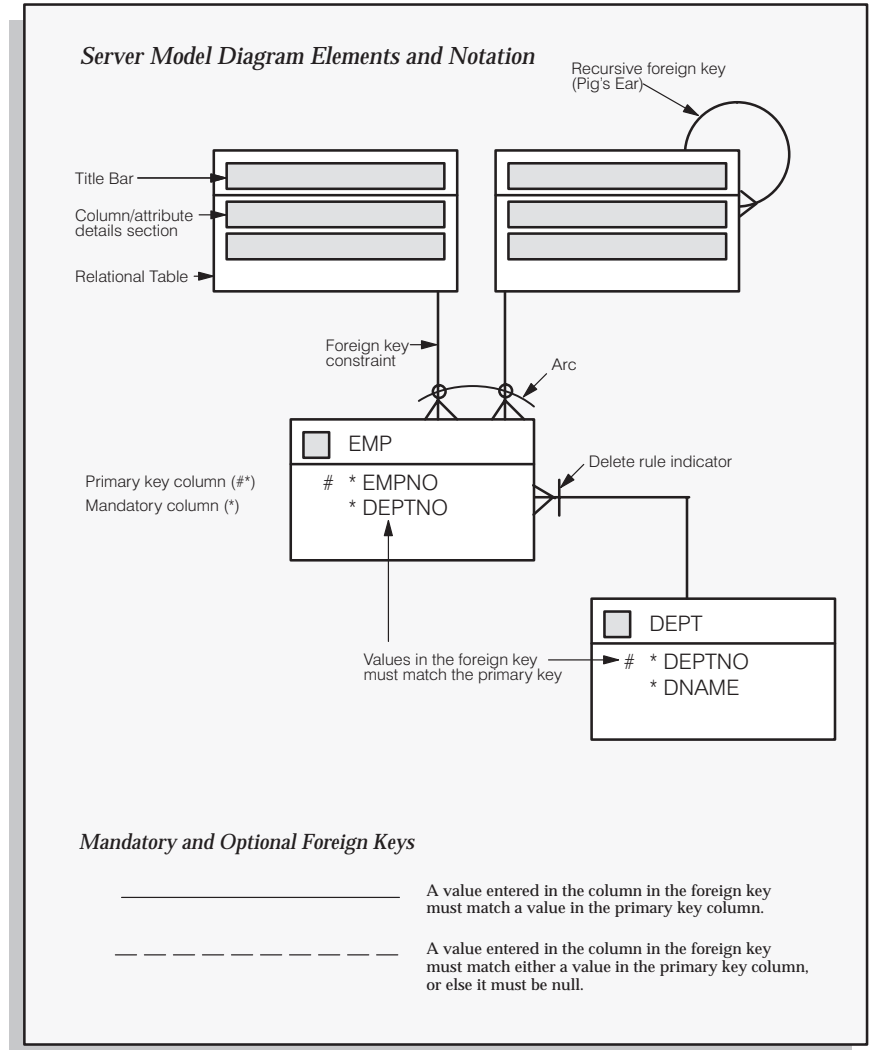 Server Model Diagram Elements and Notation
Recursive foreign key
(Pig's Ear)
Title Bar
Column/attribute
details section
Relational Table
Foreign key
constraint
Arc
EMP
Delete rule indicator
Primary key column (#*)
# * EMPNO
Mandatory column (*)
* DEPTNO
DEPT
Values in the foreign key
must match the primary key
# * DEPTNO
* DNAME
Mandatory and Optional Foreign Keys
A value entered in the column in the foreign key
must match a value in the primary key column.
A value entered in the column in the foreign key
must match either a value in the primary key column,
or else it must be null.